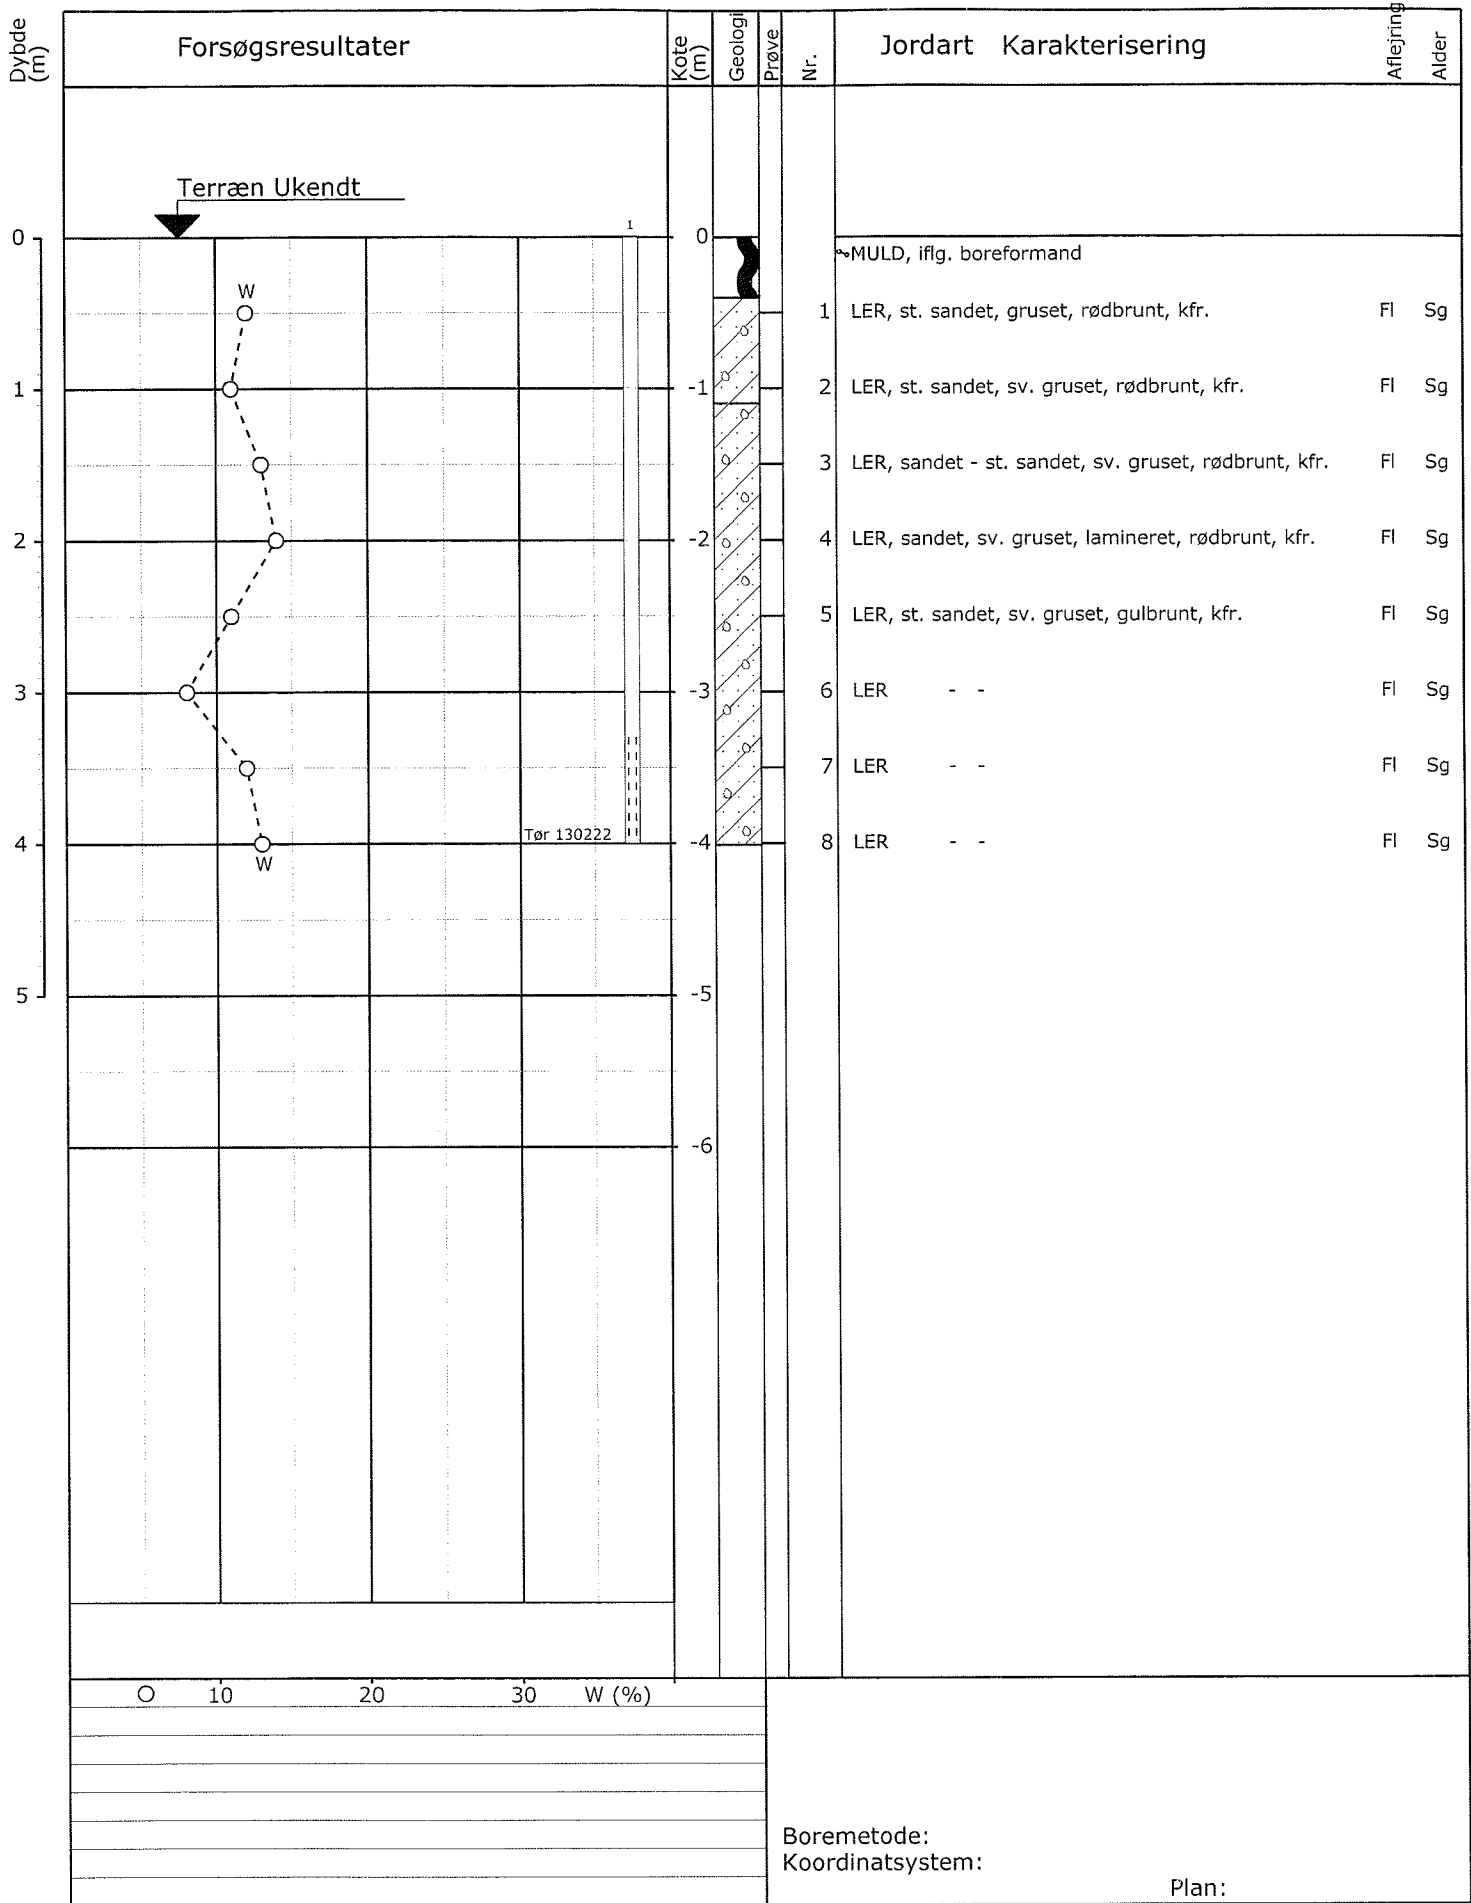 Dybde (m) Forsøgsresultater Kote (m) Geologi Prøve Nr. Jordart Karakterisering Aflejring Alder
Terræn Ukendt
1
0 0
MULD, iflg. boreformand
W
1 LER, st. sandet, gruset, rødbrunt, kfr. Fl Sg
1 -1 2 LER, st. sandet, sv. gruset, rødbrunt, kfr. Fl Sg
3 LER, sandet - st. sandet, sv. gruset, rødbrunt, kfr. Fl Sg
2 -2 4 LER, sandet, sv. gruset, lamineret, rødbrunt, kfr. Fl Sg
5 LER, st. sandet, sv. gruset, gulbrunt, kfr. Fl Sg
3 -3 6 LER - - Fl Sg
7 LER - - Fl Sg
Tør 130222
4 -4 8 LER - - Fl Sg
W
5 -5
-6
10 20 30 W (%)
Boremetode:
Koordinatsystem:
Plan: